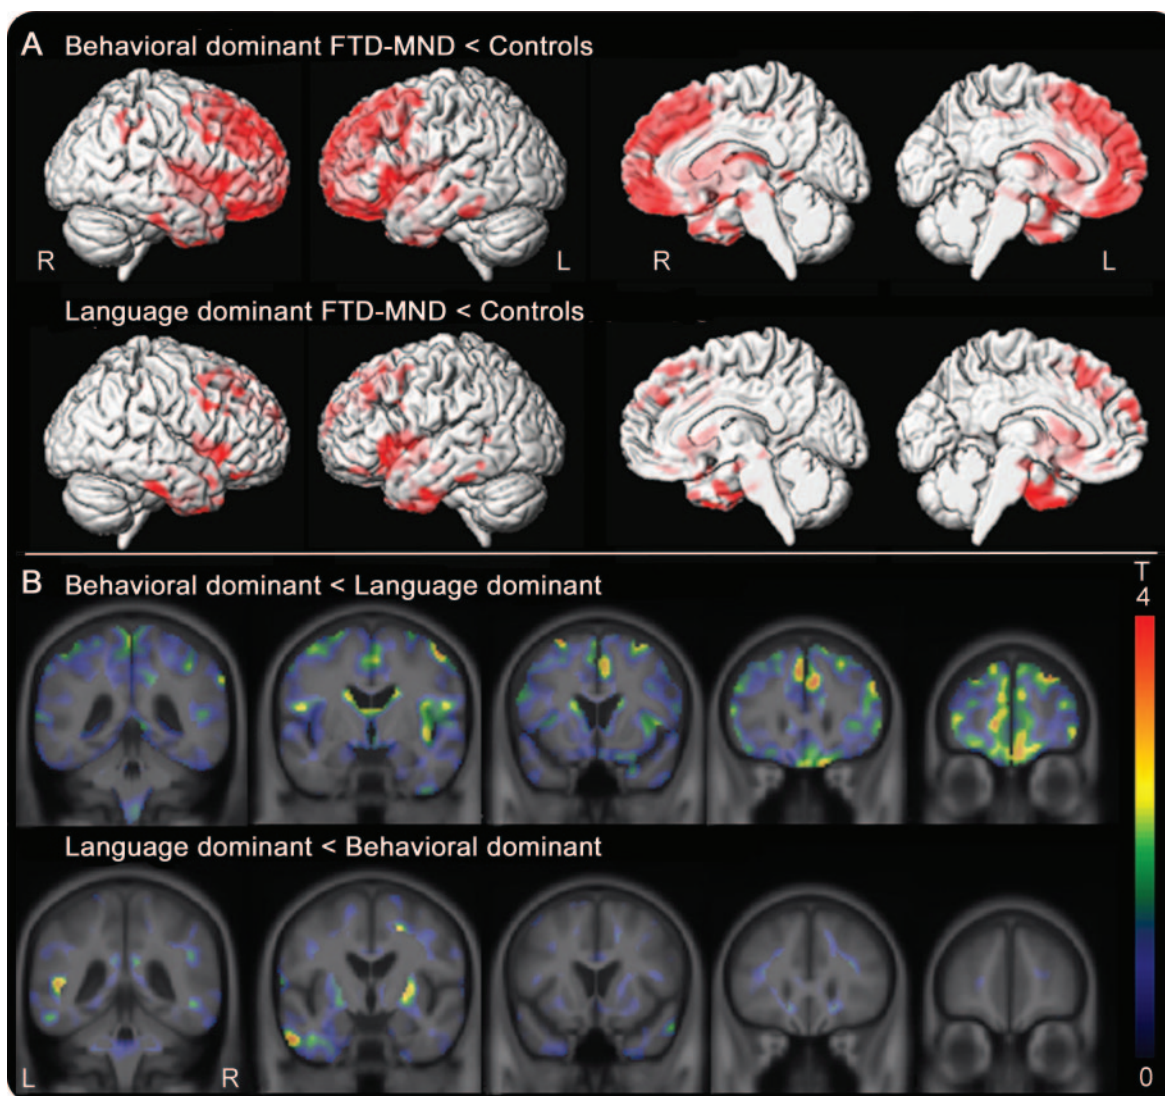 A Behavioral dominant FTD-MND < Controls
R L R L
Language dominant FTD-MND < Controls
B Behavioral dominant < Language dominant
T
4
Language dominant < Behavioral dominant
L R
0